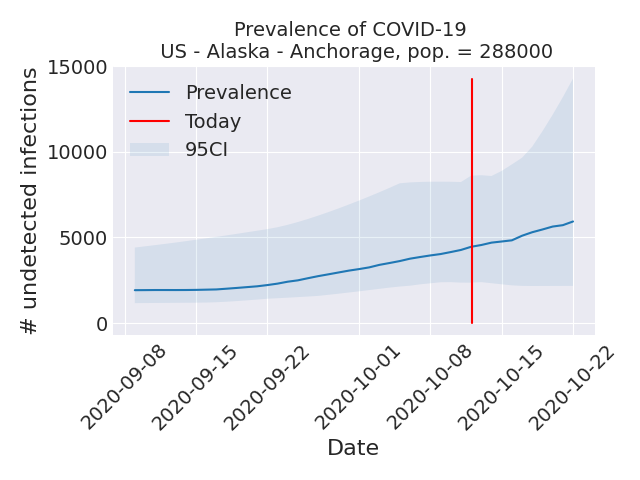 Prevalence of COVID-19
US - Alaska - Anchorage, pop. = 288000
# undetected infections
15000
10000
5000
0
Prevalence
Today
95CI
2020-09-08
2020-09-15
2020-09-22
2020-10-01
2020-10-08
2020-10-15
2020-10-22
Date